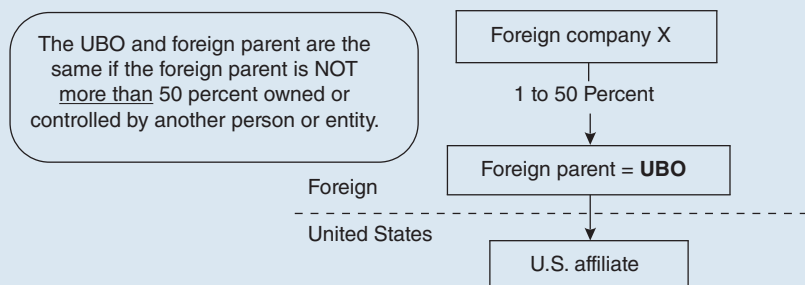 The UBO and foreign parent are the
same if the foreign parent is NOT
more than 50 percent owned or
controlled by another person or entity.
Foreign company X
1 to 50 Percent
Foreign parent = UBO
Foreign
United States
U.S. affiliate